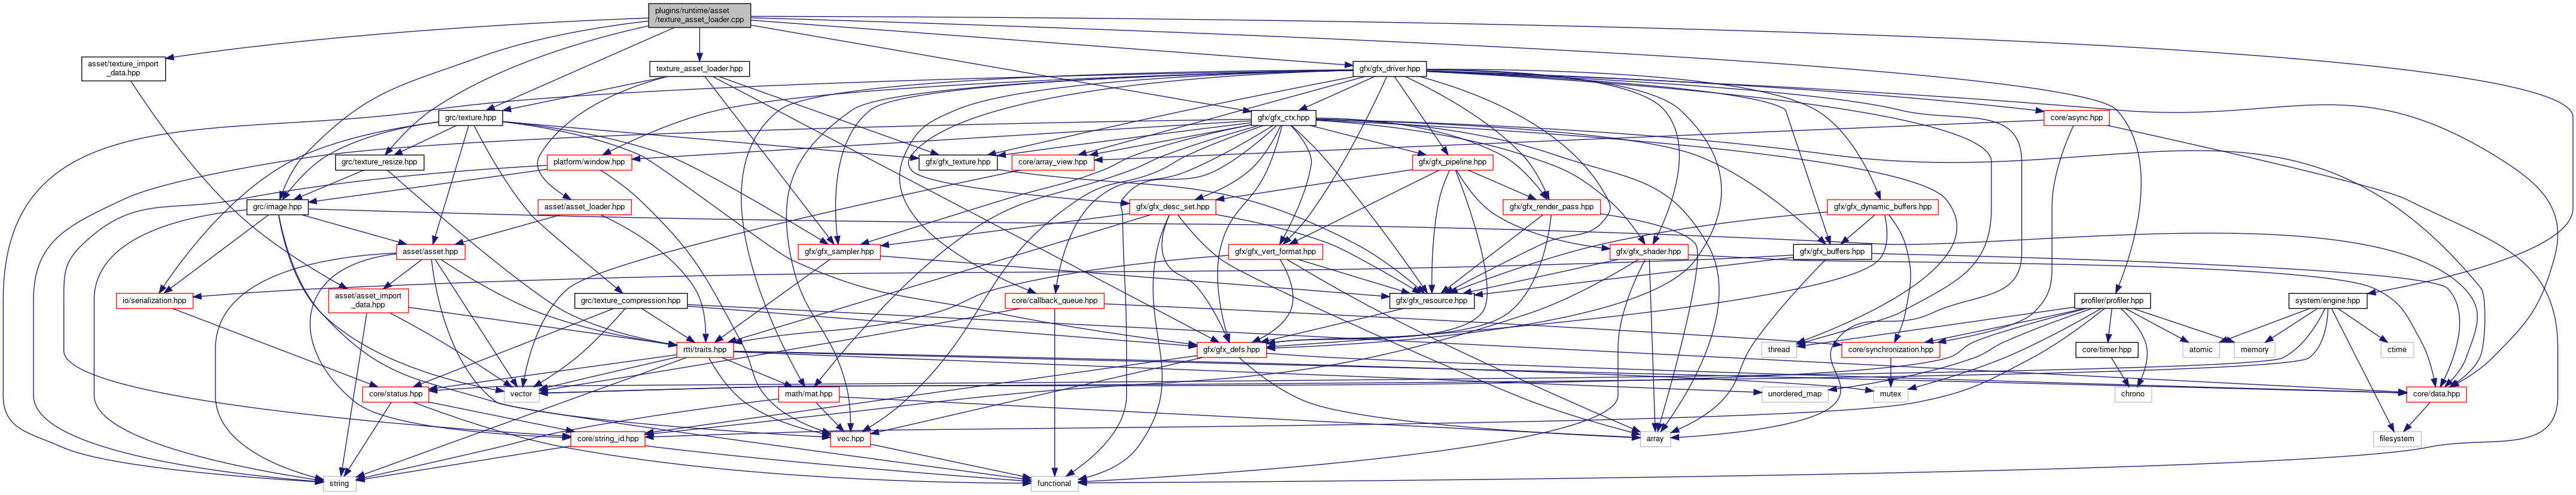 plugins/runtime/asset
/texture_asset_loader.cpp
asset/texture_import
_data.hpp
texture_asset_loader.hpp
gfx/gfx_driver.hpp
grc/texture.hpp
gfx/gfx_ctx.hpp
core/async.hpp
grc/texture_resize.hpp
platform/window.hpp
gfx/gfx_texture.hpp
core/array_view.hpp
gfx/gfx_pipeline.hpp
grc/image.hpp
asset/asset_loader.hpp
gfx/gfx_desc_set.hpp
gfx/gfx_render_pass.hpp
gfx/gfx_dynamic_buffers.hpp
asset/asset.hpp
gfx/gfx_sampler.hpp
gfx/gfx_vert_format.hpp
gfx/gfx_shader.hpp
gfx/gfx_buffers.hpp
io/serialization.hpp
asset/asset_import
_data.hpp
grc/texture_compression.hpp
core/callback_queue.hpp
gfx/gfx_resource.hpp
profiler/profiler.hpp
system/engine.hpp
rtti/traits.hpp
gfx/gfx_defs.hpp
thread
core/synchronization.hpp
core/timer.hpp
atomic
memory
ctime
core/status.hpp
vector
math/mat.hpp
unordered_map
mutex
chrono
core/data.hpp
core/string_id.hpp
vec.hpp
array
filesystem
string
functional